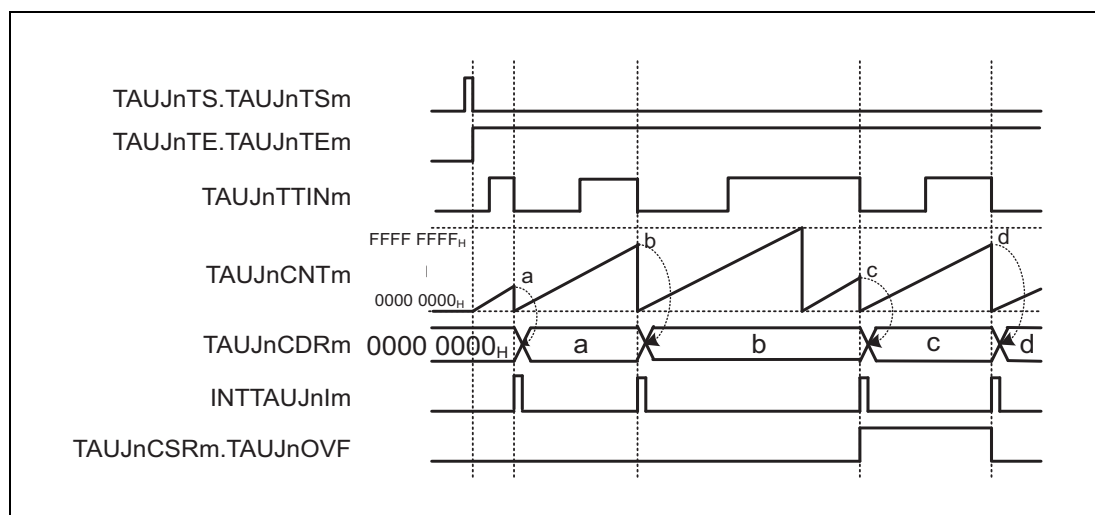 TAUJnTS.TAUJnTSm
TAUJnTE.TAUJnTEm
TAUJnTTINm
FFFF FFFFH
b
d
TAUJnCNTm
a
c
0000 0000H
TAUJnCDRm
0000 0000H
a
b
c
d
INTTAUJnIm
TAUJnCSRm.TAUJnOVF